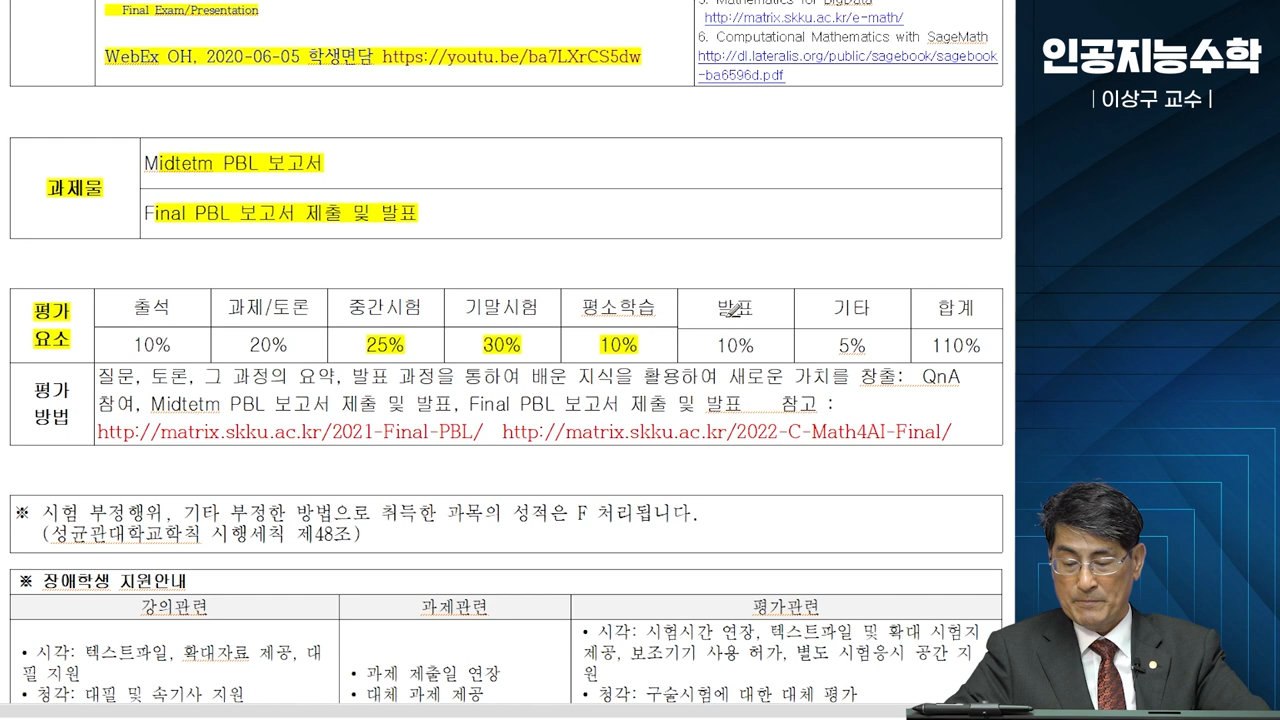 Final Exam/Presentation
WebEx OH, 2020-06-05 학생면담 https://youtu.be/ba7LXrCS5dw
5. Mathematics for BigData
http://matrix.skku.ac.kr/e-math/
6. Computational Mathematics with SageMath
http://dl.lateralis.org/public/sagebook/sagebook
-ba6596d.pdf
인공지능수학
| 이상구 교수 |
과제물
Midtetm PBL 보고서
Final PBL 보고서 제출 및 발표
평가
요소
출석 과제/토론 중간시험 기말시험 평소학습 발표 기타 합계
10% 20% 25% 30% 10% 10% 5% 110%
평가
방법
질문, 토론, 그 과정의 요약, 발표 과정을 통하여 배운 지식을 활용하여 새로운 가치를 창출: QnA
참여, Midtetm PBL 보고서 제출 및 발표, Final PBL 보고서 제출 및 발표 참고 :
http://matrix.skku.ac.kr/2021-Final-PBL/ http://matrix.skku.ac.kr/2022-C-Math4AI-Final/
※ 시험 부정행위, 기타 부정한 방법으로 취득한 과목의 성적은 F 처리됩니다.
(성균관대학교학칙 시행세칙 제48조)
※ 장애학생 지원안내
강의관련 과제관련 평가관련
• 시각: 텍스트파일, 확대자료 제공, 대
필 지원
• 청각: 대필 및 속기사 지원
• 과제 제출일 연장
• 대체 과제 제공
• 시각: 시험시간 연장, 텍스트파일 및 확대 시험지
제공, 보조기기 사용 허가, 별도 시험응시 공간 지
원
• 청각: 구술시험에 대한 대체 평가